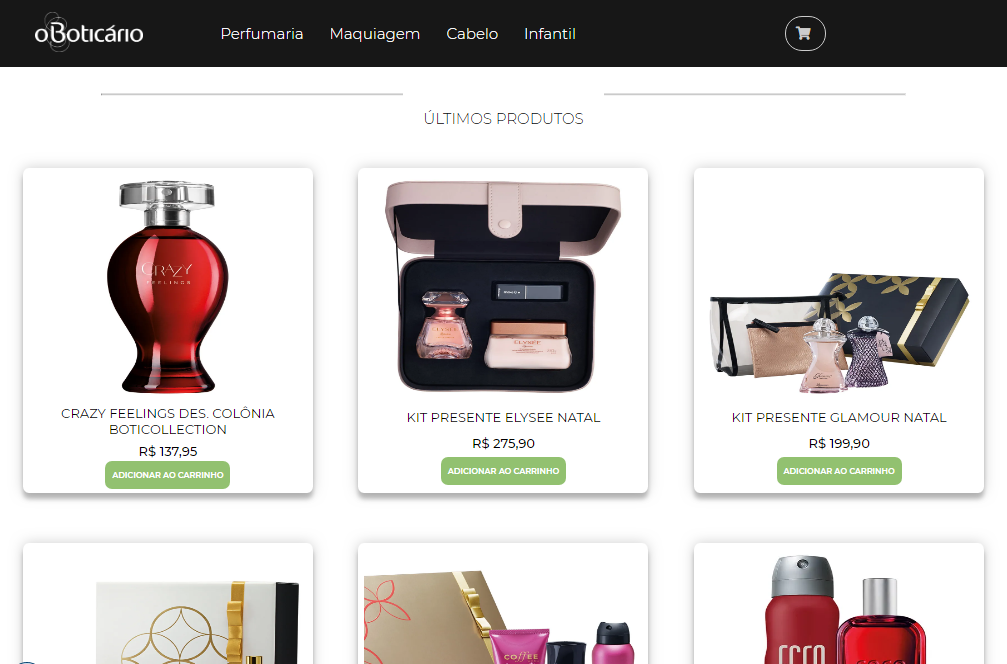 oBoticário
Perfumaria Maquiagem Cabelo Infantil
ÚLTIMOS PRODUTOS
CRAZY
FEELINGS
ELYSÉE
CRAZY FEELINGS DES. COLÔNIA
BOTICOLLECTION
R$ 137,95
ADICIONAR AO CARRINHO
KIT PRESENTE ELYSEE NATAL
R$ 275,90
ADICIONAR AO CARRINHO
KIT PRESENTE GLAMOUR NATAL
R$ 199,90
ADICIONAR AO CARRINHO
COFFEE